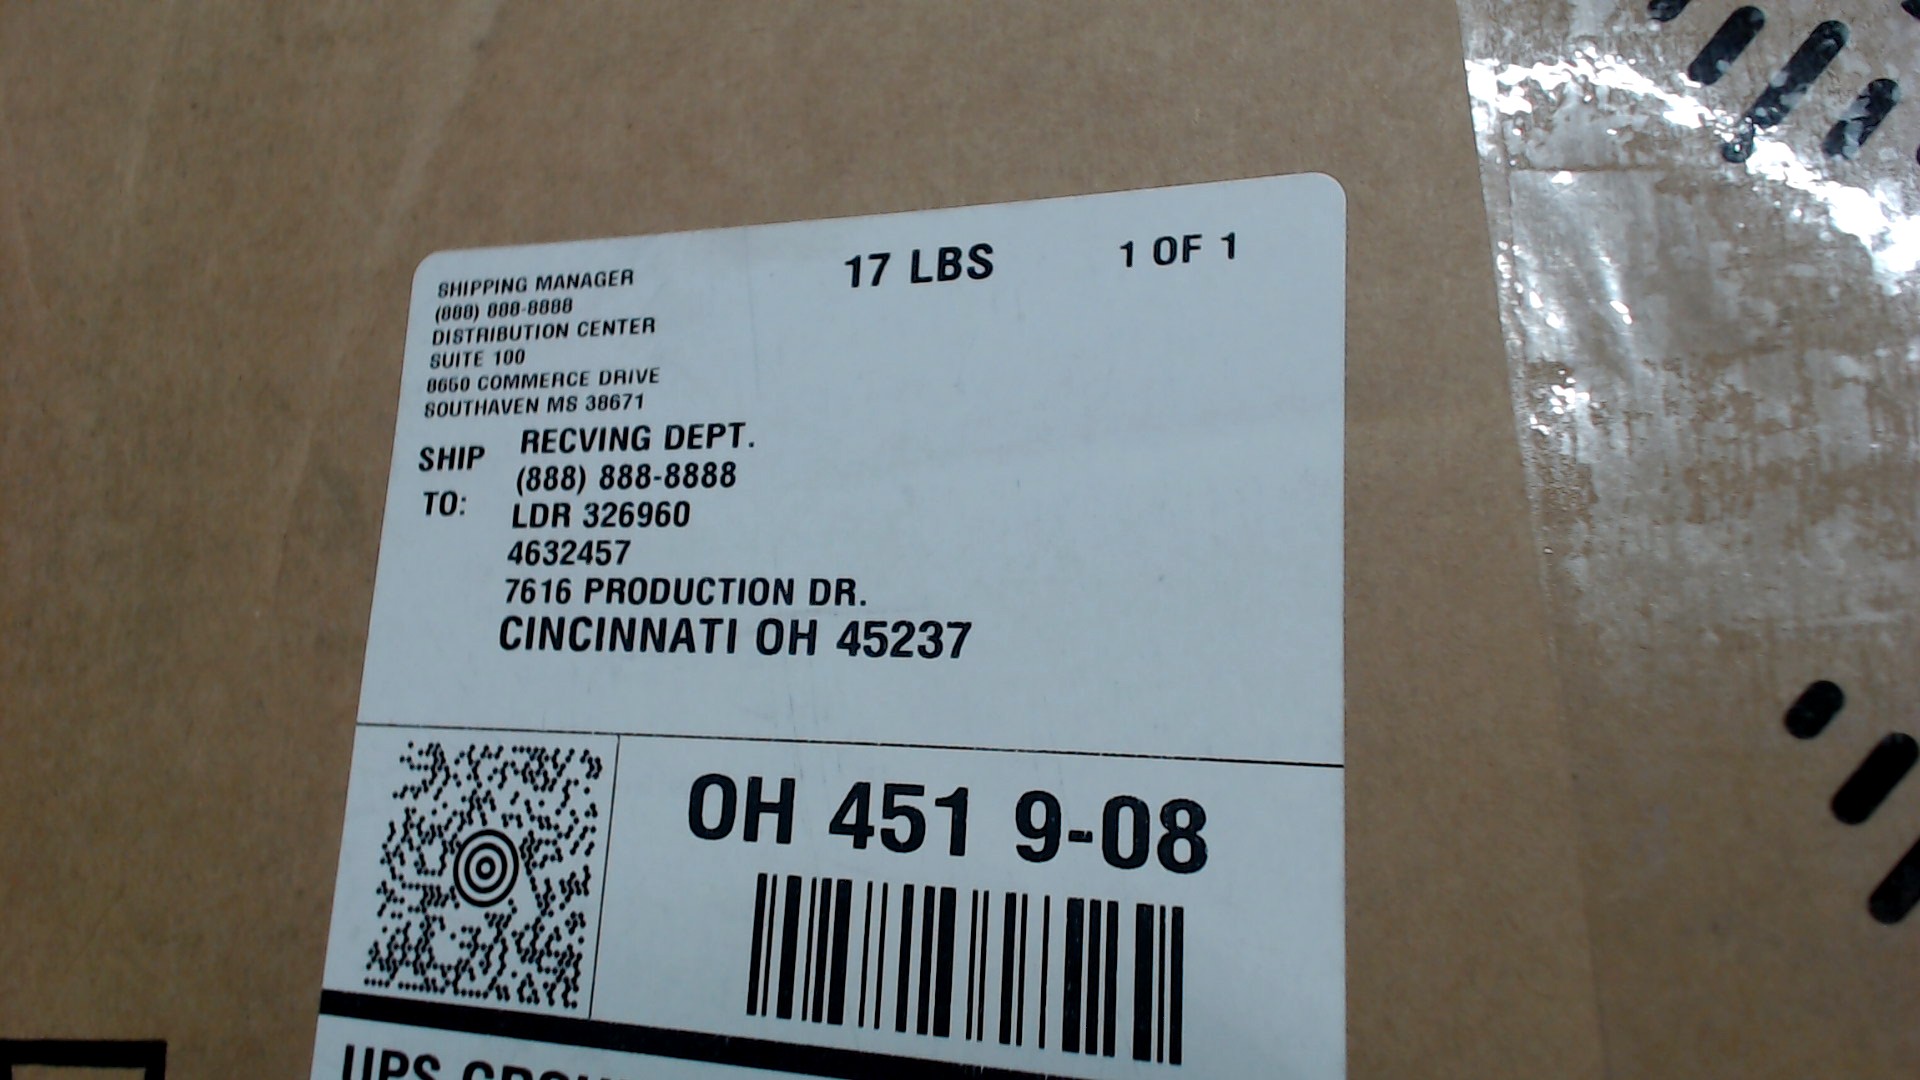 SHIPPING MANAGER
(888) 888-8888
DISTRIBUTION CENTER
SUITE 100
8650 COMMERCE DRIVE
SOUTHAVEN MS 38671
17 LBS
1 OF 1
SHIP TO:
RECVING DEPT.
(888) 888-8888
LDR 326960
4632457
7616 PRODUCTION DR.
CINCINNATI OH 45237
OH 451 9-08
UPS